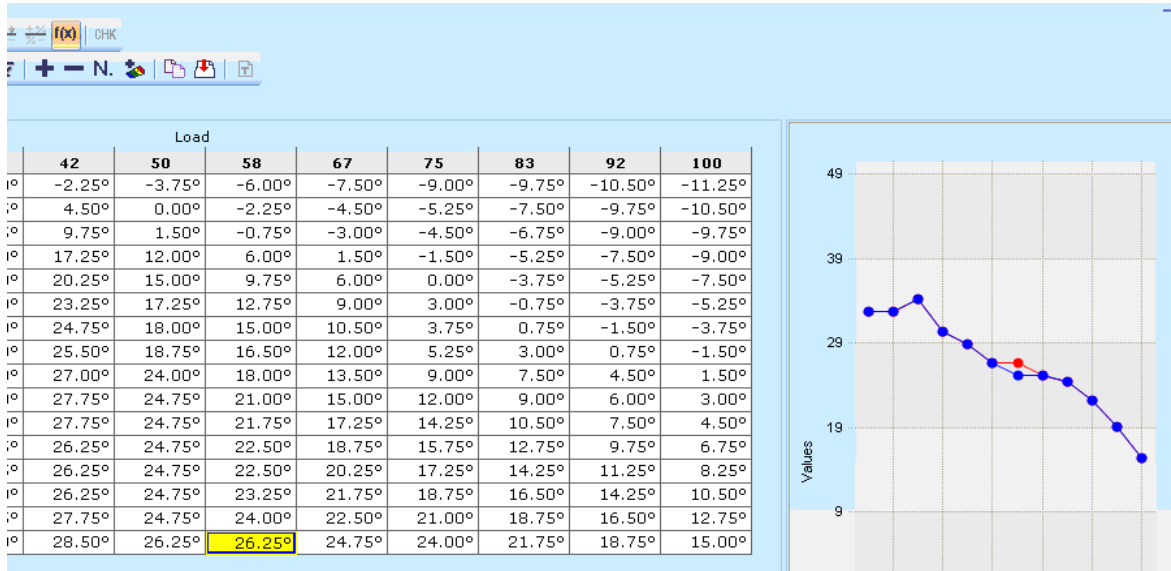 f(x) CHK
N.
Load
42 50 58 67 75 83 92 100
-2.25° -3.75° -6.00° -7.50° -9.00° -9.75° -10.50° -11.25°
4.50° 0.00° -2.25° -4.50° -5.25° -7.50° -9.75° -10.50°
9.75° 1.50° -0.75° -3.00° -4.50° -6.75° -9.00° -9.75°
17.25° 12.00° 6.00° 1.50° -1.50° -5.25° -7.50° -9.00°
20.25° 15.00° 9.75° 6.00° 0.00° -3.75° -5.25° -7.50°
23.25° 17.25° 12.75° 9.00° 3.00° -0.75° -3.75° -5.25°
24.75° 18.00° 15.00° 10.50° 3.75° 0.75° -1.50° -3.75°
25.50° 18.75° 16.50° 12.00° 5.25° 3.00° 0.75° -1.50°
27.00° 24.00° 18.00° 13.50° 9.00° 7.50° 4.50° 1.50°
27.75° 24.75° 21.00° 15.00° 12.00° 9.00° 6.00° 3.00°
27.75° 24.75° 21.75° 17.25° 14.25° 10.50° 7.50° 4.50°
26.25° 24.75° 22.50° 18.75° 15.75° 12.75° 9.75° 6.75°
26.25° 24.75° 22.50° 20.25° 17.25° 14.25° 11.25° 8.25°
26.25° 24.75° 23.25° 21.75° 18.75° 16.50° 14.25° 10.50°
27.75° 24.75° 24.00° 22.50° 21.00° 18.75° 16.50° 12.75°
28.50° 26.25° 26.25° 24.75° 24.00° 21.75° 18.75° 15.00°
49
39
29
19
9
Values